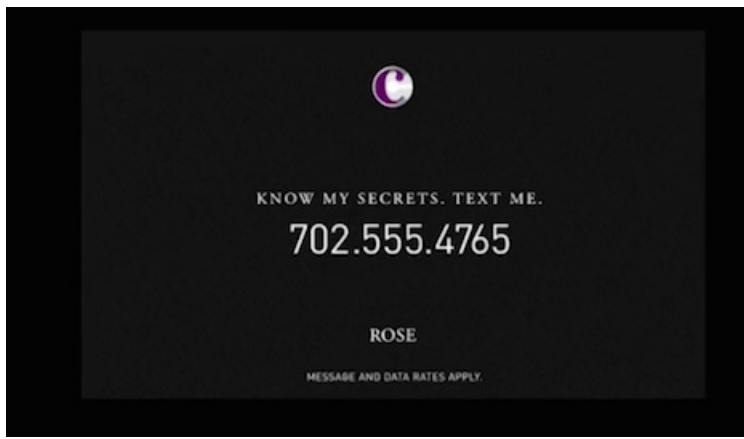 C
KNOW MY SECRETS. TEXT ME.
702.555.4765
ROSE
MESSAGE AND DATA RATES APPLY.